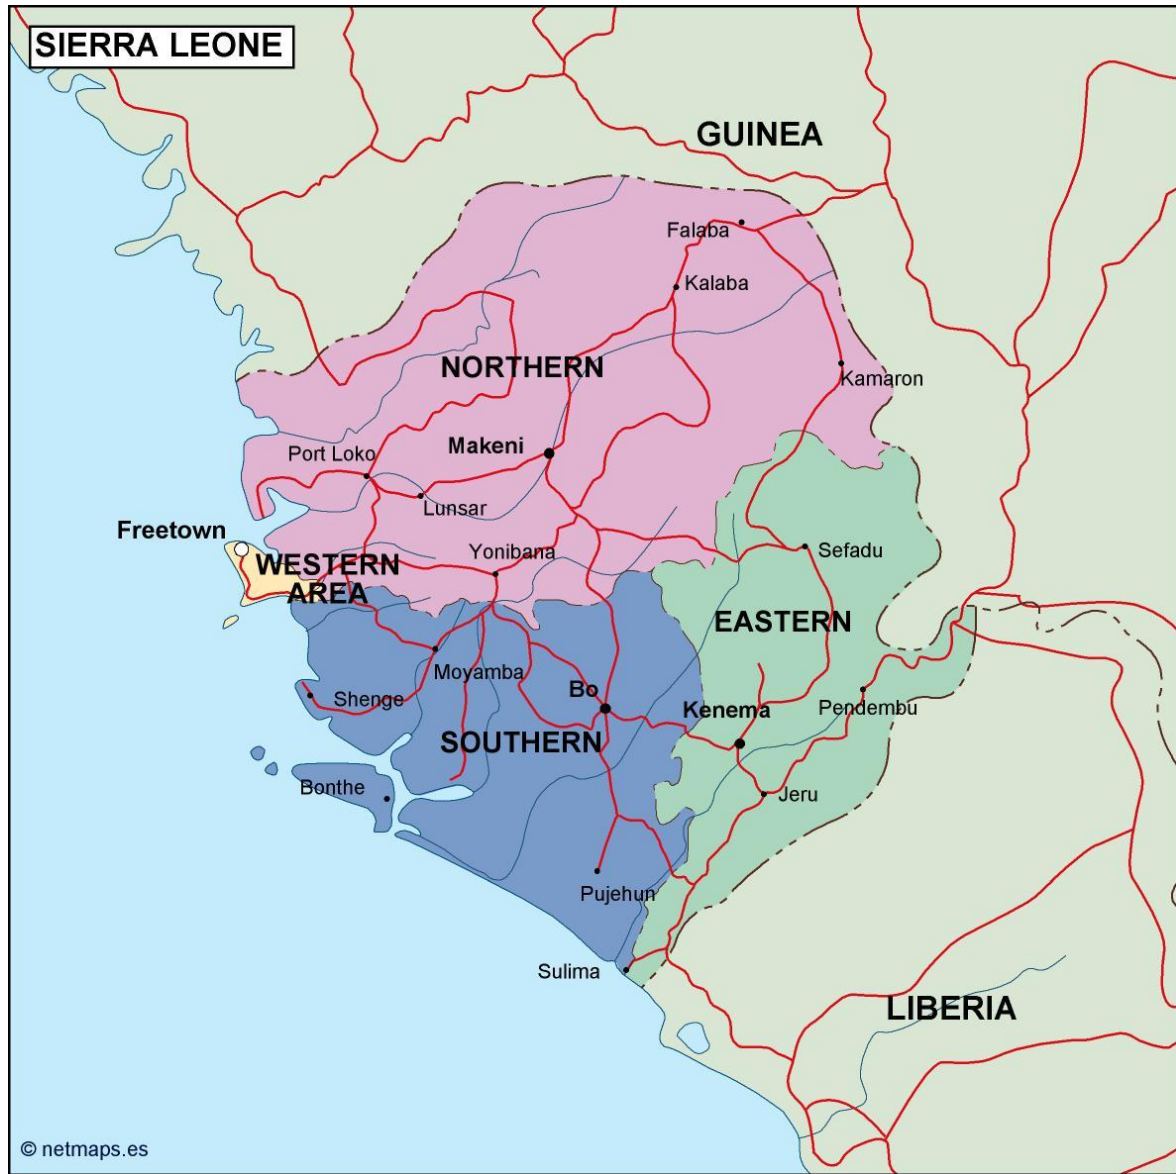 SIERRA LEONE
GUINEA
Falaba
Kalaba
NORTHERN
Kamaron
Makeni
Port Loko
Lunsar
Freetown
Yonibana
Sefadu
WESTERN
AREA
EASTERN
Moyamba
Shenge
Bo
Kenema
Pendembu
SOUTHERN
Bonthe
Jeru
Pujehun
Sulima
LIBERIA
© netmaps.es